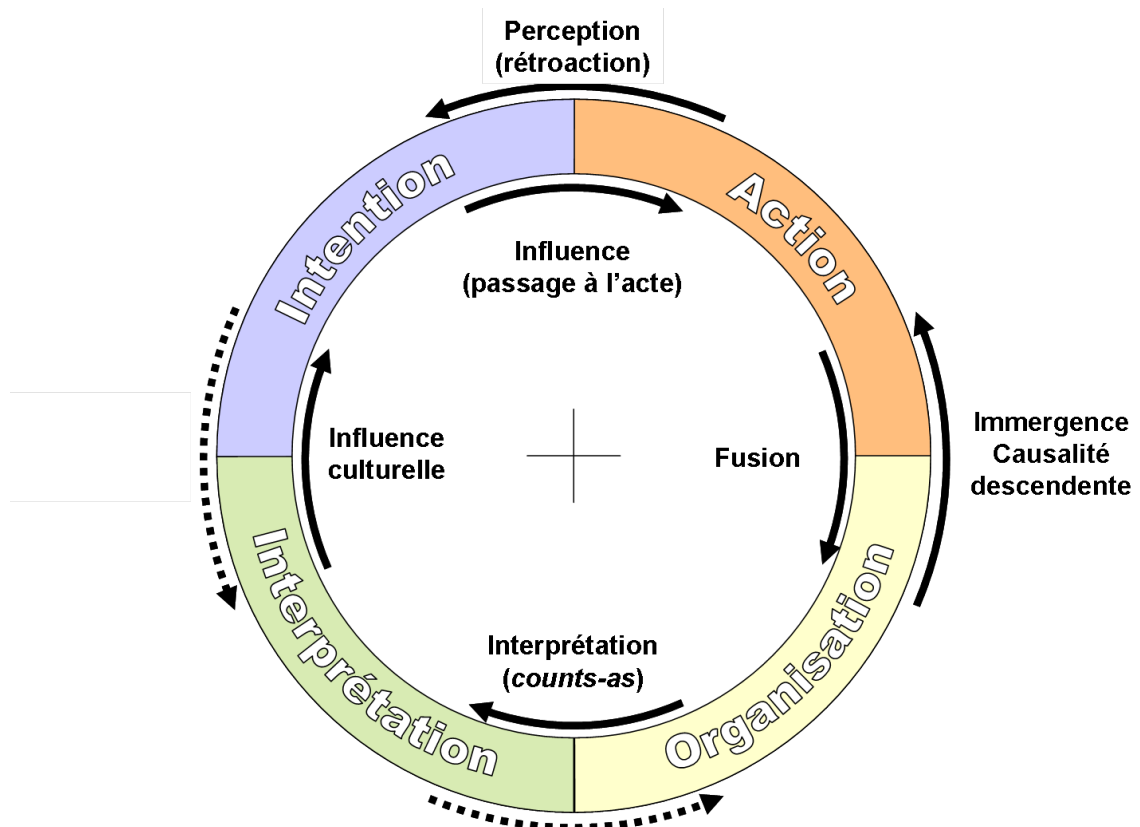 Perception
(rétroaction)
Intention
Action
Influence
(passage à l'acte)
Influence
culturelle
Fusion
Immergence
Causalité
descendente
Interprétation
Organisation
Interprétation
(counts-as)